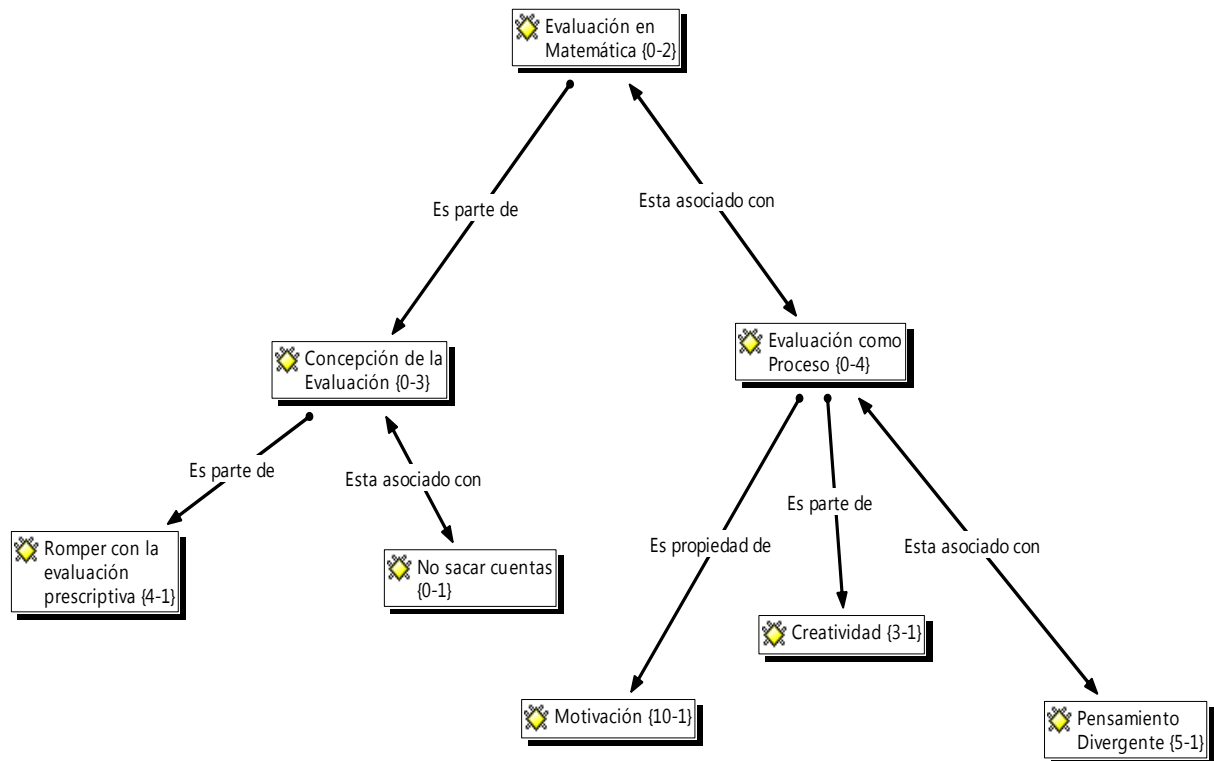 Evaluación en
Matemática {0-2}
Es parte de
Esta asociado con
Concepción de la
Evaluación {0-3}
Evaluación como
Proceso {0-4}
Es parte de
Esta asociado con
Es parte de
Es propiedad de
Esta asociado con
Romper con la
evaluación
prescriptiva {4-1}
No sacar cuentas
{0-1}
Creatividad {3-1}
Motivación {10-1}
Pensamiento
Divergente {5-1}